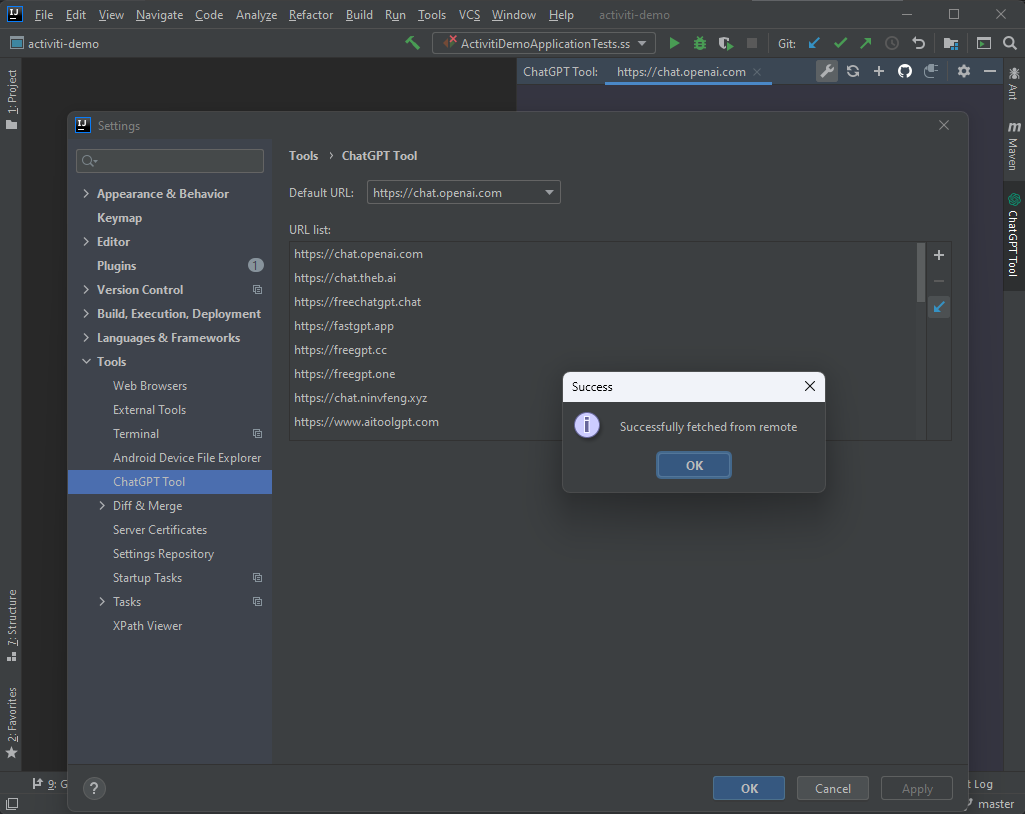 File Edit View Navigate Code Analyze Refactor Build Run Tools VCS Window Help activiti-demo
activiti-demo
ActivitiDemoApplicationTests.ss
Git:
ChatGPT Tool:
https://chat.openai.com
1: Project
7: Structure
2: Favorites
Ant
Maven
ChatGPT Tool
Settings
Appearance & Behavior
Keymap
Editor
Plugins
1
Version Control
Build, Execution, Deployment
Languages & Frameworks
Tools
Web Browsers
External Tools
Terminal
Android Device File Explorer
ChatGPT Tool
Diff & Merge
Server Certificates
Settings Repository
Startup Tasks
Tasks
XPath Viewer
Tools › ChatGPT Tool
Default URL: https://chat.openai.com
URL list:
https://chat.openai.com
https://chat.theb.ai
https://freechatgpt.chat
https://fastgpt.app
https://freegpt.cc
https://freegpt.one
https://chat.ninvfeng.xyz
https://www.aitoolgpt.com
Success
Successfully fetched from remote
OK
?
OK
Cancel
Apply
9: G
t Log
master